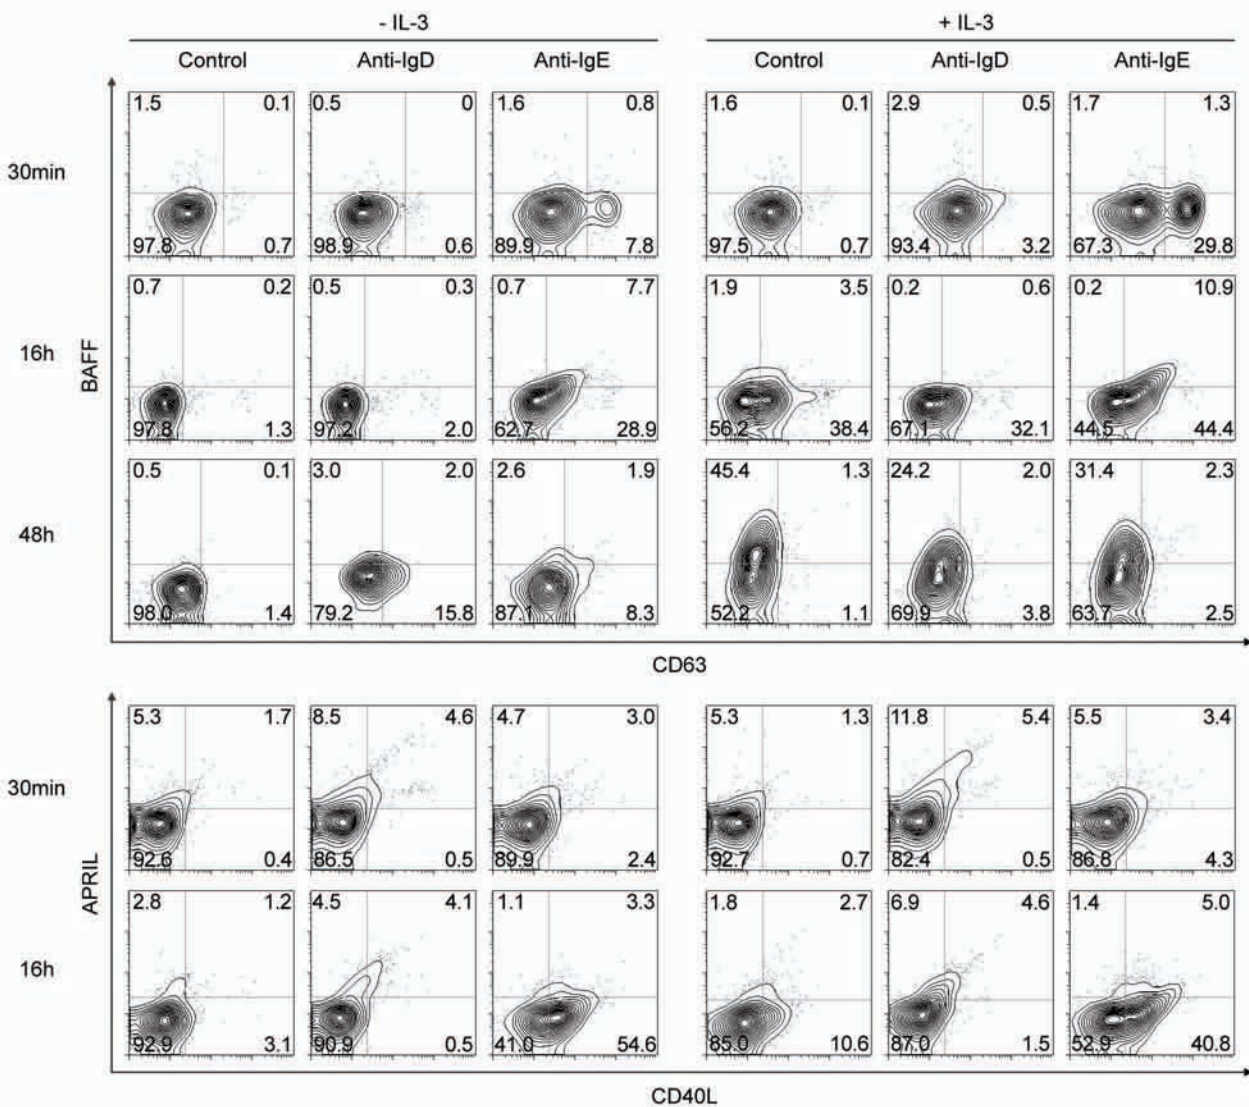 - IL-3 + IL-3
Control Anti-IgD Anti-IgE Control Anti-IgD Anti-IgE
30min
1.5 0.1 0.5 0 1.6 0.8 1.6 0.1 2.9 0.5 1.7 1.3
97.8 0.7 98.9 0.6 89.9 7.8 97.5 0.7 93.4 3.2 67.3 29.8
16h
0.7 0.2 0.5 0.3 0.7 7.7 1.9 3.5 0.2 0.6 0.2 10.9
97.8 1.3 97.2 2.0 62.7 28.9 56.2 38.4 67.1 32.1 44.5 44.4
48h
0.5 0.1 3.0 2.0 2.6 1.9 45.4 1.3 24.2 2.0 31.4 2.3
98.0 1.4 79.2 15.8 87.1 8.3 52.2 1.1 69.9 3.8 63.7 2.5
BAFF
CD63
30min
5.3 1.7 8.5 4.6 4.7 3.0 5.3 1.3 11.8 5.4 5.5 3.4
92.6 0.4 86.5 0.5 89.9 2.4 92.7 0.7 82.4 0.5 86.8 4.3
16h
2.8 1.2 4.5 4.1 1.1 3.3 1.8 2.7 6.9 4.6 1.4 5.0
92.9 3.1 90.9 0.5 41.0 54.6 85.0 10.6 87.0 1.5 52.9 40.8
APRIL
CD40L